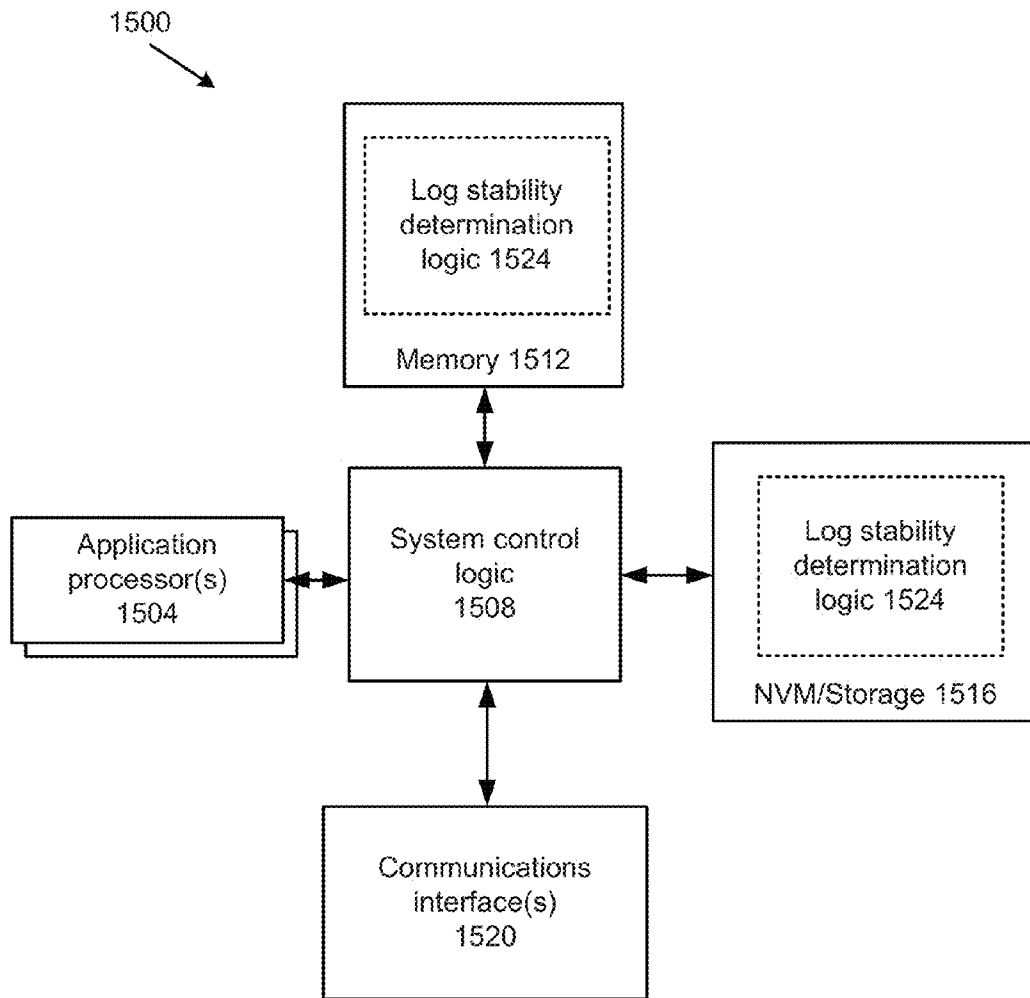 1500
Log stability
determination
logic 1524
Memory 1512
Application
processor(s)
1504
System control
logic
1508
Log stability
determination
logic 1524
NVM/Storage 1516
Communications
interface(s)
1520